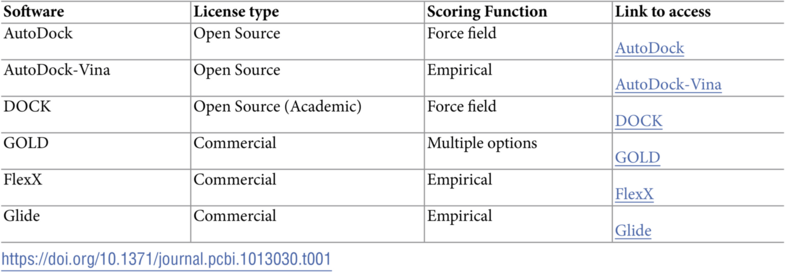 Software License type Scoring Function Link to access
AutoDock Open Source Force field AutoDock
AutoDock-Vina Open Source Empirical AutoDock-Vina
DOCK Open Source (Academic) Force field DOCK
GOLD Commercial Multiple options GOLD
FlexX Commercial Empirical FlexX
Glide Commercial Empirical Glide
https://doi.org/10.1371/journal.pcbi.1013030.t001